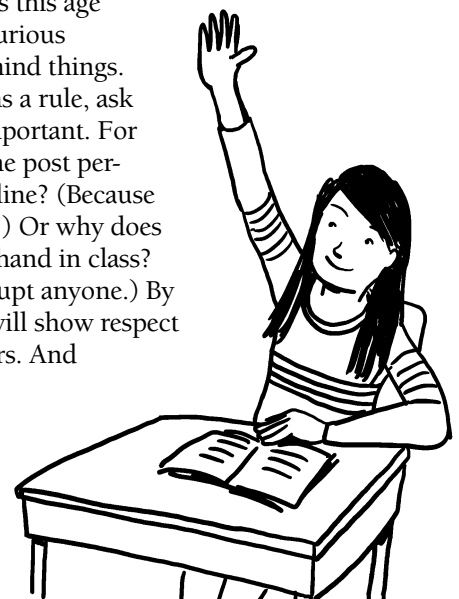 s this age
urious
ind things.
s a rule, ask
portant. For
e post per-
line? (Because
.) Or why does
hand in class?
upt anyone.) By
will show respect
rs. And